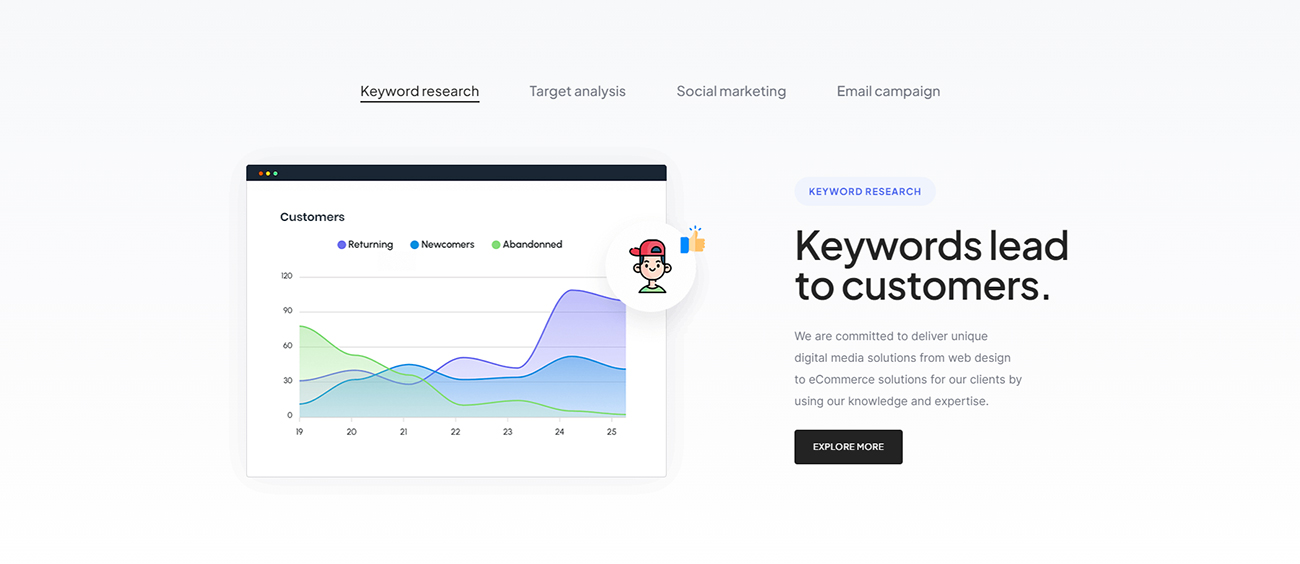 Keyword research Target analysis Social marketing Email campaign
Customers
Returning Newcomers Abandonned
120
90
60
30
0
19 20 21 22 23 24 25
KEYWORD RESEARCH
Keywords lead
to customers.
We are committed to deliver unique
digital media solutions from web design
to eCommerce solutions for our clients by
using our knowledge and expertise.
EXPLORE MORE